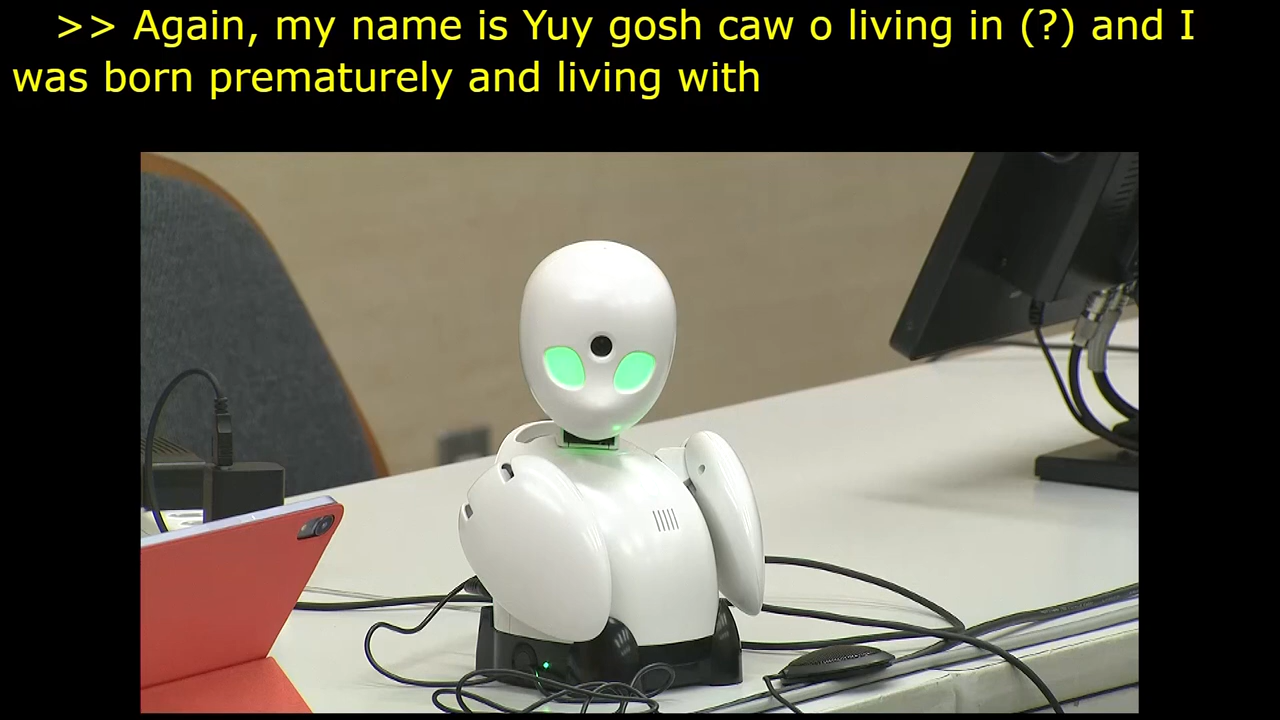 >> Again, my name is Yuy gosh caw o living in (?) and I
was born prematurely and living with